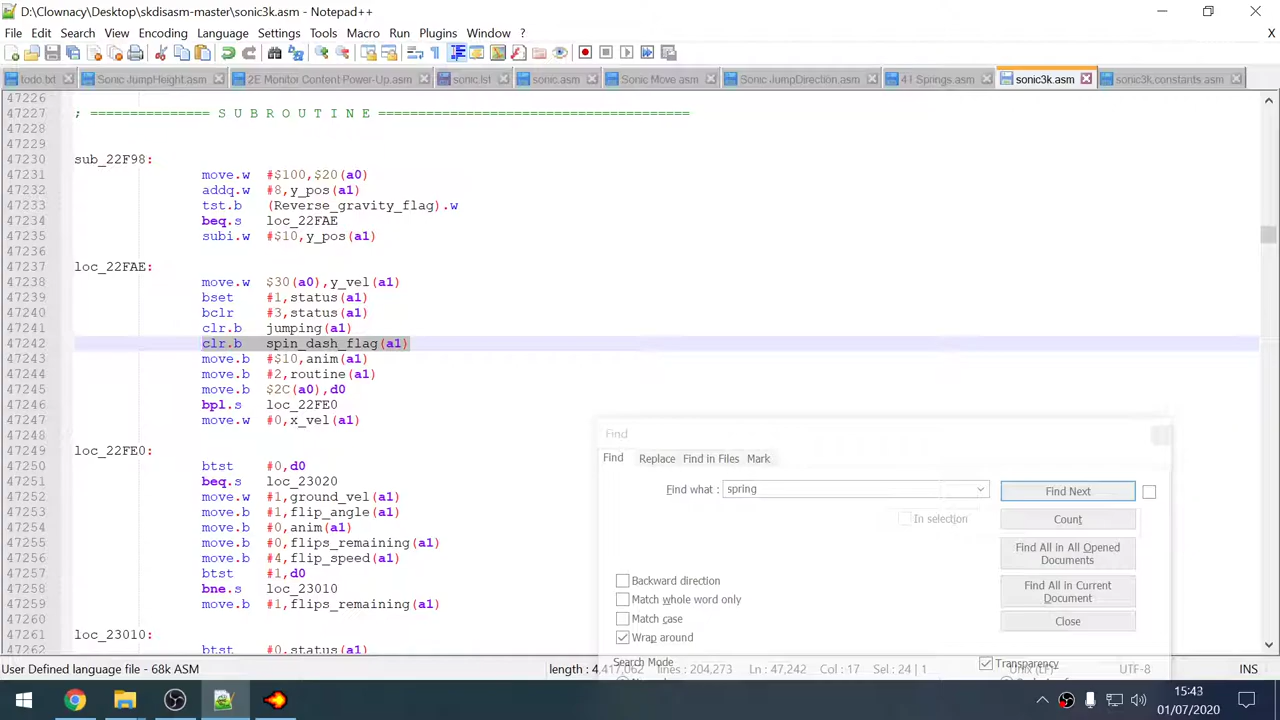 D:\Clownacy\Desktop\skdisasm-master\sonic3k.asm - Notepad++
File Edit Search View Encoding Language Settings Tools Macro Run Plugins Window ? X
todo.txt Sonic JumpHeight.asm 2E Monitor Content Power-Up.asm sonic.lst sonic.asm Sonic Move asm Sonic JumpDirection.asm 41 Springs.asm sonic3k.asm sonic3k.constants.asm
47226
47227 ; =============== S U B R O U T I N E =======================================
47228
47229
47230 sub_22F98:
47231 move.w #$100,$20(a0)
47232 addq.w #8,y_pos(a1)
47233 tst.b (Reverse_gravity_flag).w
47234 beq.s loc_22FAE
47235 subi.w #$10,y_pos(a1)
47236
47237 loc_22FAE:
47238 move.w $30(a0),y_vel(a1)
47239 bset #1,status(a1)
47240 bclr #3,status(a1)
47241 clr.b jumping(a1)
47242 clr.b spin_dash_flag(a1)
47243 move.b #$10,anim(a1)
47244 move.b #2,routine(a1)
47245 move.b $2C(a0),d0
47246 bpl.s loc_22FE0
47247 move.w #0,x_vel(a1)
47248
47249 loc_22FE0:
47250 btst #0,d0
47251 beq.s loc_23020
47252 move.w #1,ground_vel(a1)
47253 move.b #1,flip_angle(a1)
47254 move.b #0,anim(a1)
47255 move.b #0,flips_remaining(a1)
47256 move.b #4,flip_speed(a1)
47257 btst #1,d0
47258 bne.s loc_23010
47259 move.b #1,flips_remaining(a1)
47260
47261 loc_23010:
47262 btst #0,status(a1)
Find
Find Replace Find in Files Mark
Find what : spring Find Next
In selection Count
Find All in All Opened Documents
Backward direction
Find All in Current Document
Match whole word only
Match case Close
Wrap around
Search Mode Transparency
User Defined language file - 68k ASM length : lines : 204,273 Ln : 47,242 Col : 17 Sel : 24 | 1 Unix (LF) UTF-8 INS
15:43
01/07/2020